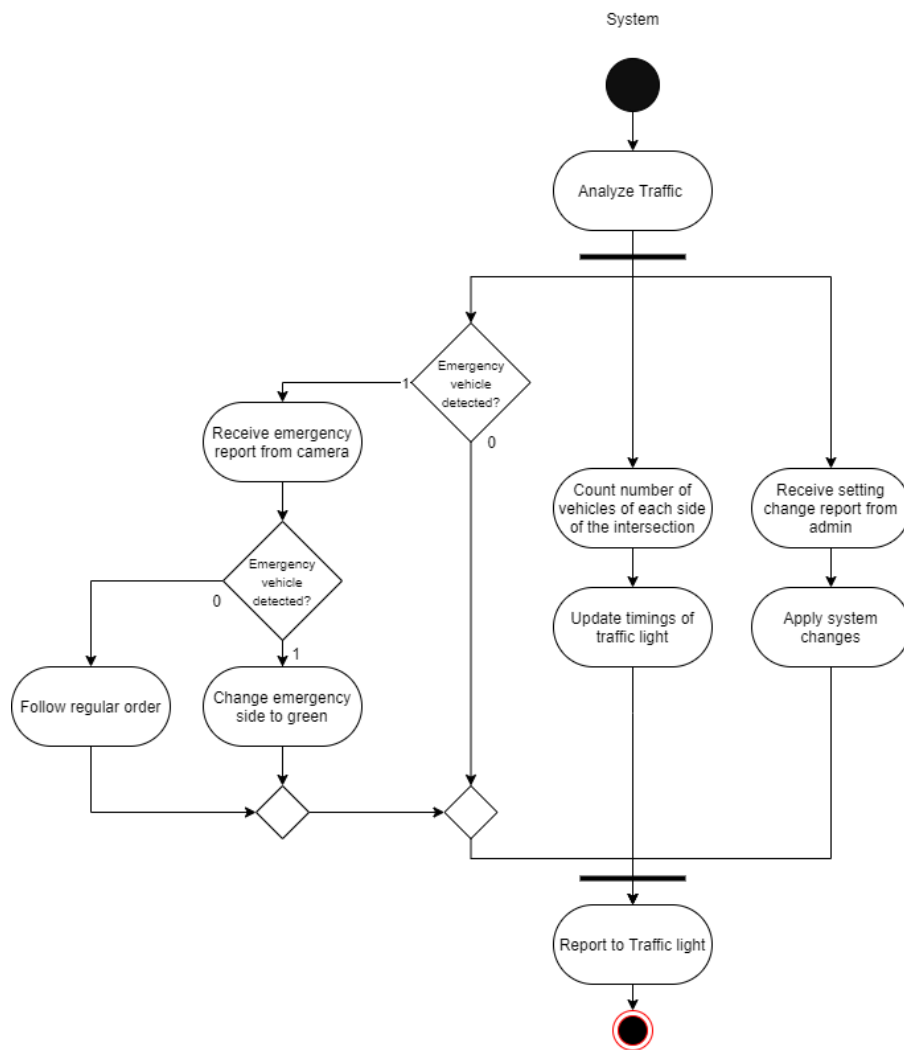 System
Analyze Traffic
Emergency
vehicle
detected?
1
0
Receive emergency
report from camera
Count number of
vehicles of each side
of the intersection
Receive setting
change report from
admin
Emergency
vehicle
detected?
0
1
Update timings of
traffic light
Apply system
changes
Follow regular order
Change emergency
side to green
Report to Traffic light